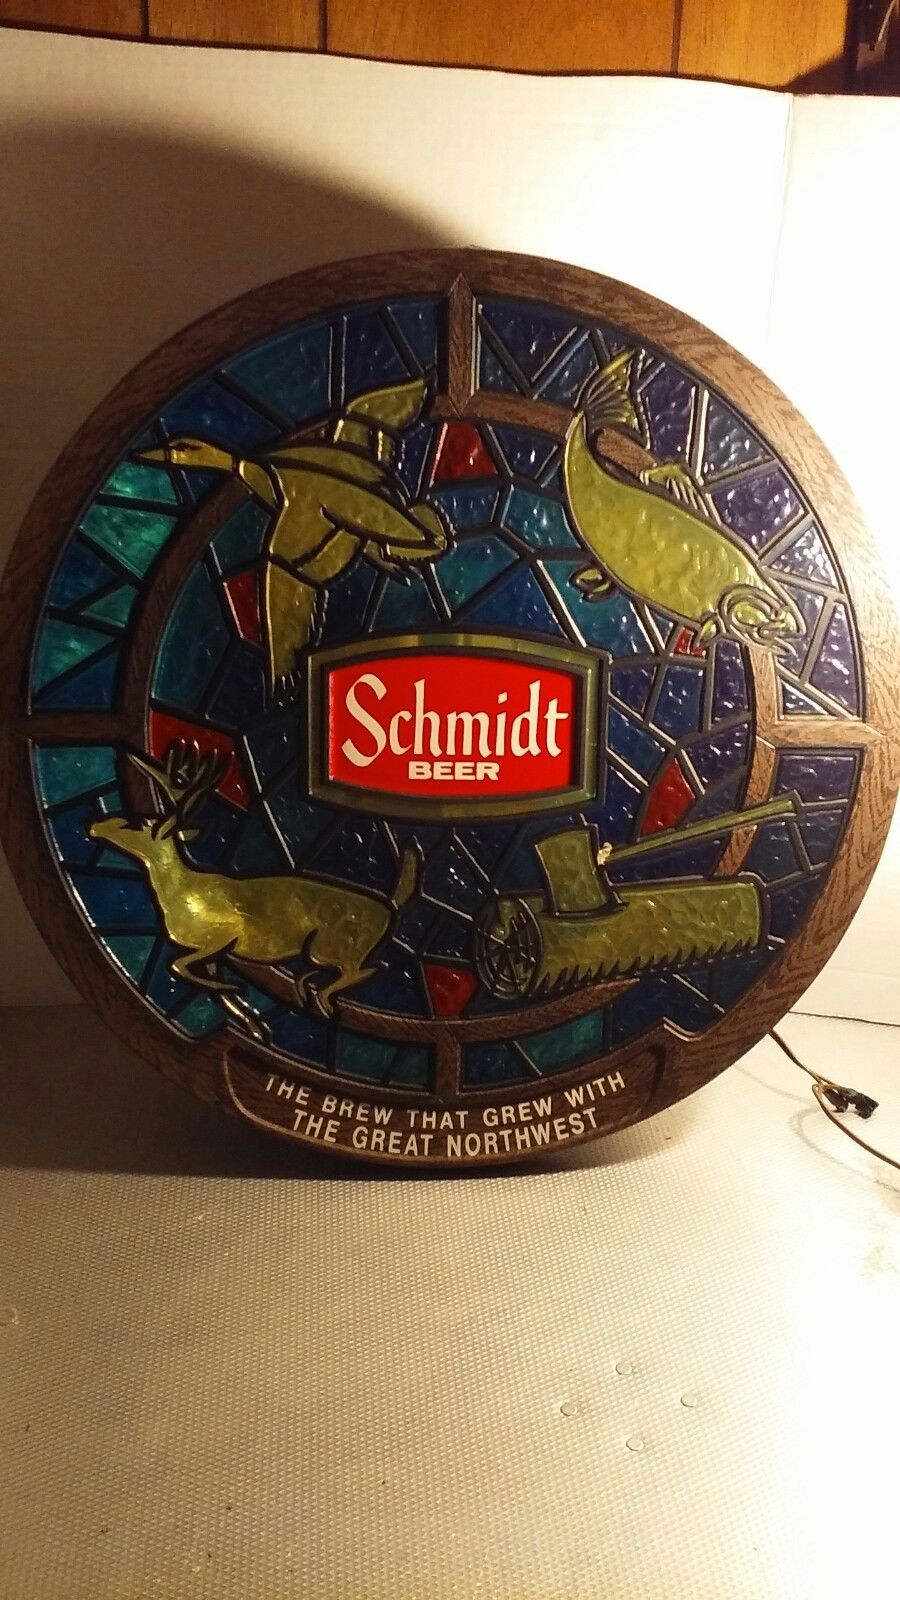 Schmidt
BEER
THE BREW THAT GREW WITH
THE GREAT NORTHWEST